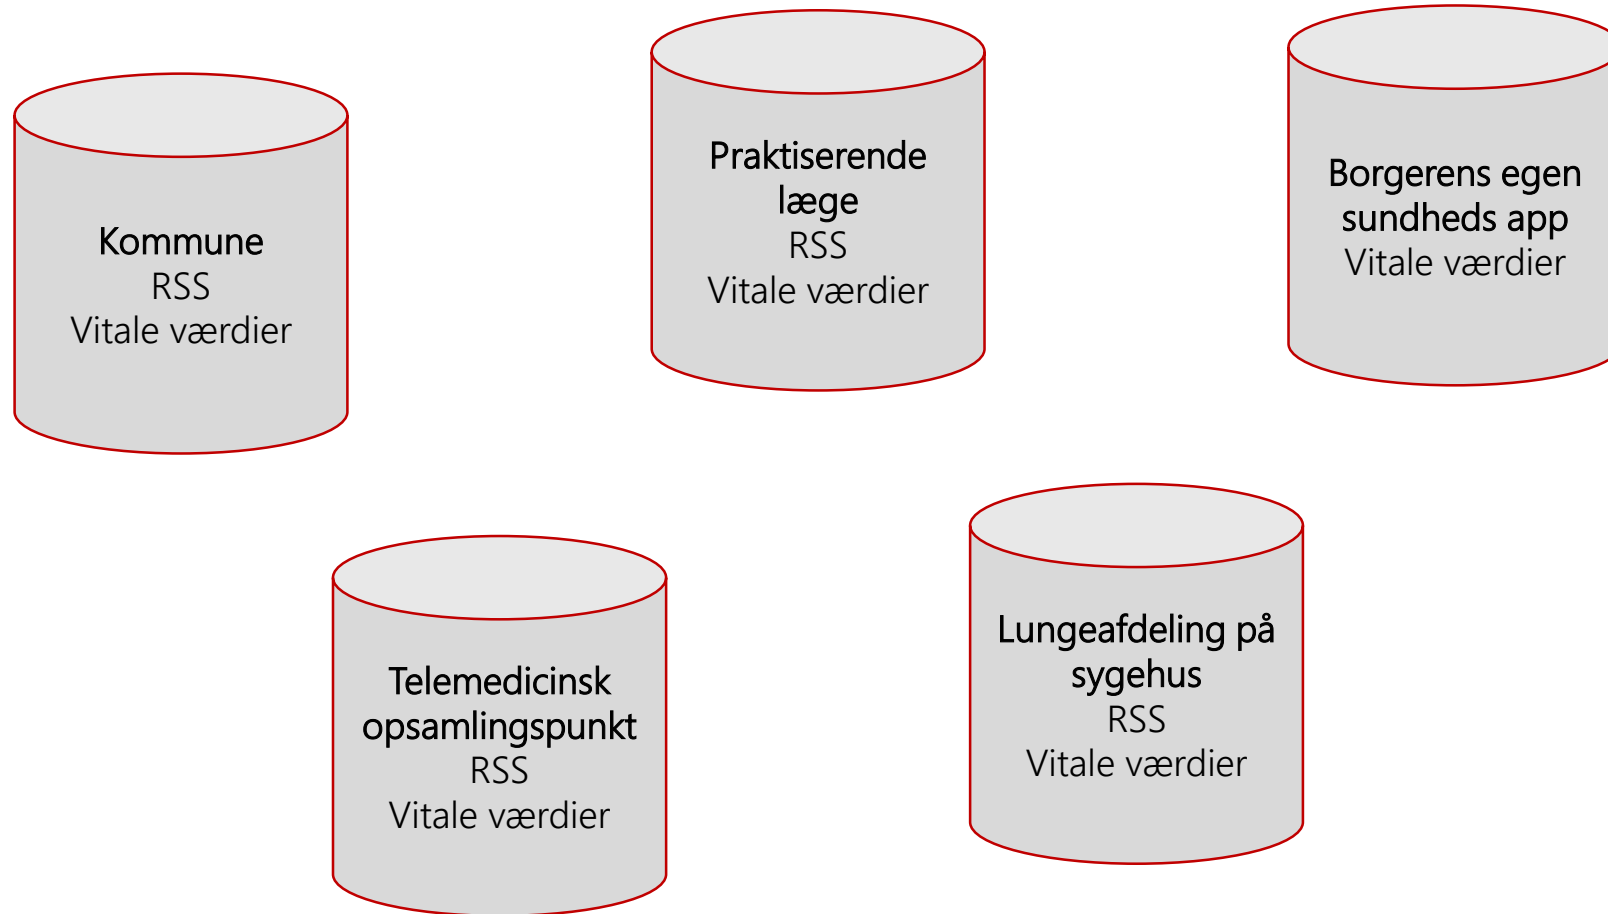 Kommune
RSS
Vitale værdier
Praktiserende
læge
RSS
Vitale værdier
Borgerens egen
sundheds app
Vitale værdier
Telemedicinsk
opsamlingspunkt
RSS
Vitale værdier
Lungeafdeling på
sygehus
RSS
Vitale værdier